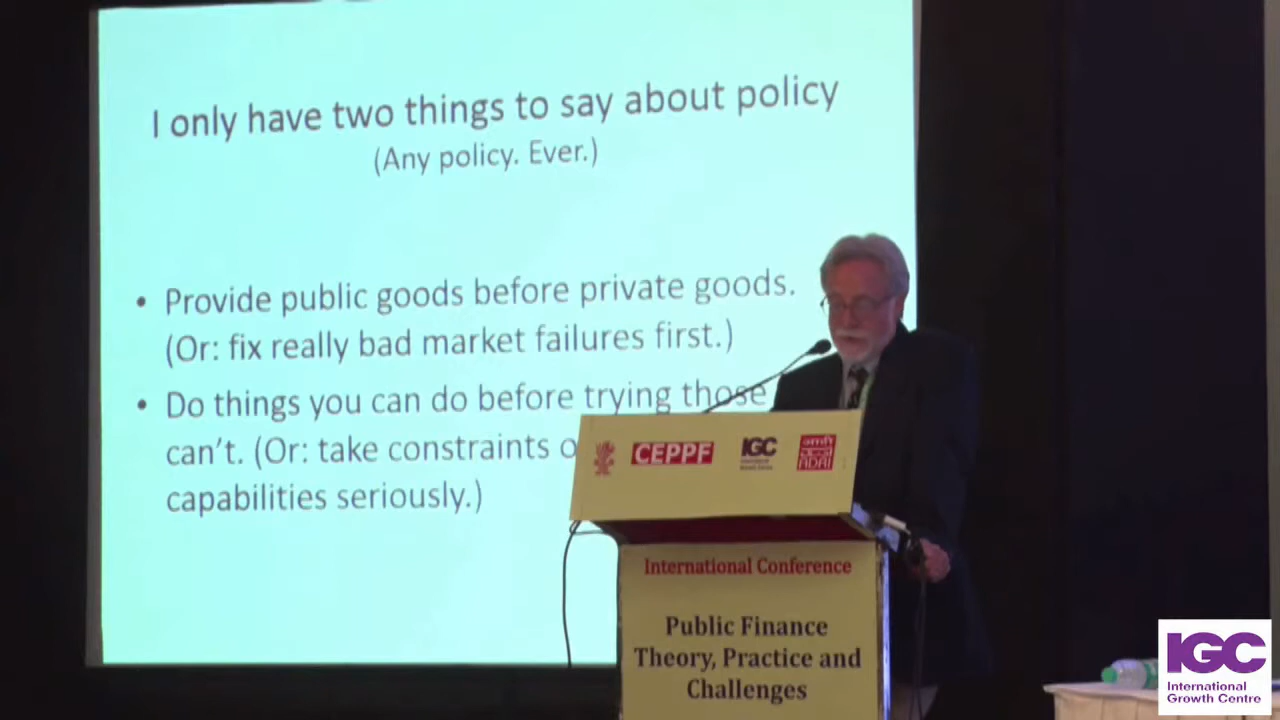 I only have two things to say about policy
(Any policy. Ever.)
• Provide public goods before private goods.
(Or: fix really bad market failures first.)
• Do things you can do before trying those
can't. (Or: take constraints
capabilities seriously.)
CEPPF
IGC
International Conference
Public Finance
Theory, Practice and
Challenges
IGC
International
Growth Centre